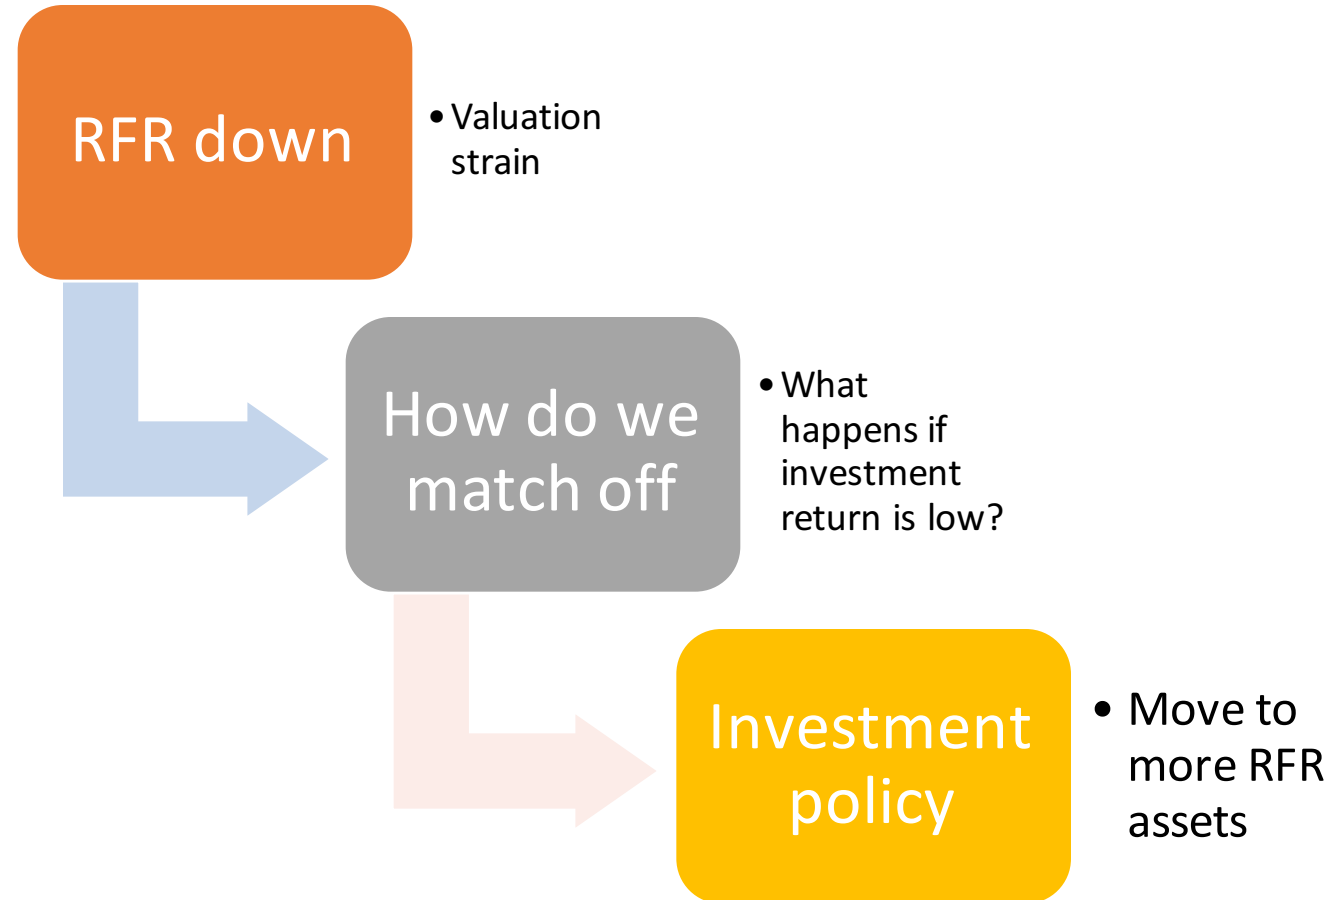 RFR down
• Valuation
strain
How do we
match off
• What
happens if
investment
return is low?
Investment
policy
• Move to
more RFR
assets